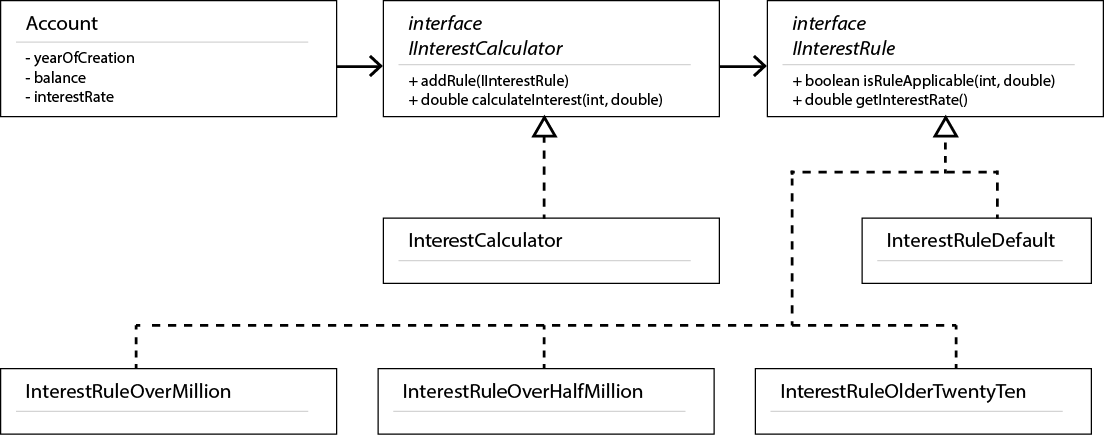 Account
- yearOfCreation
- balance
- interestRate
interface
IInterestCalculator
+ addRule(IInterestRule)
+ double calculateInterest(int, double)
interface
IInterestRule
+ boolean isRuleApplicable(int, double)
+ double getInterestRate()
InterestCalculator
InterestRuleDefault
InterestRuleOverMillion
InterestRuleOverHalfMillion
InterestRuleOlderTwentyTen